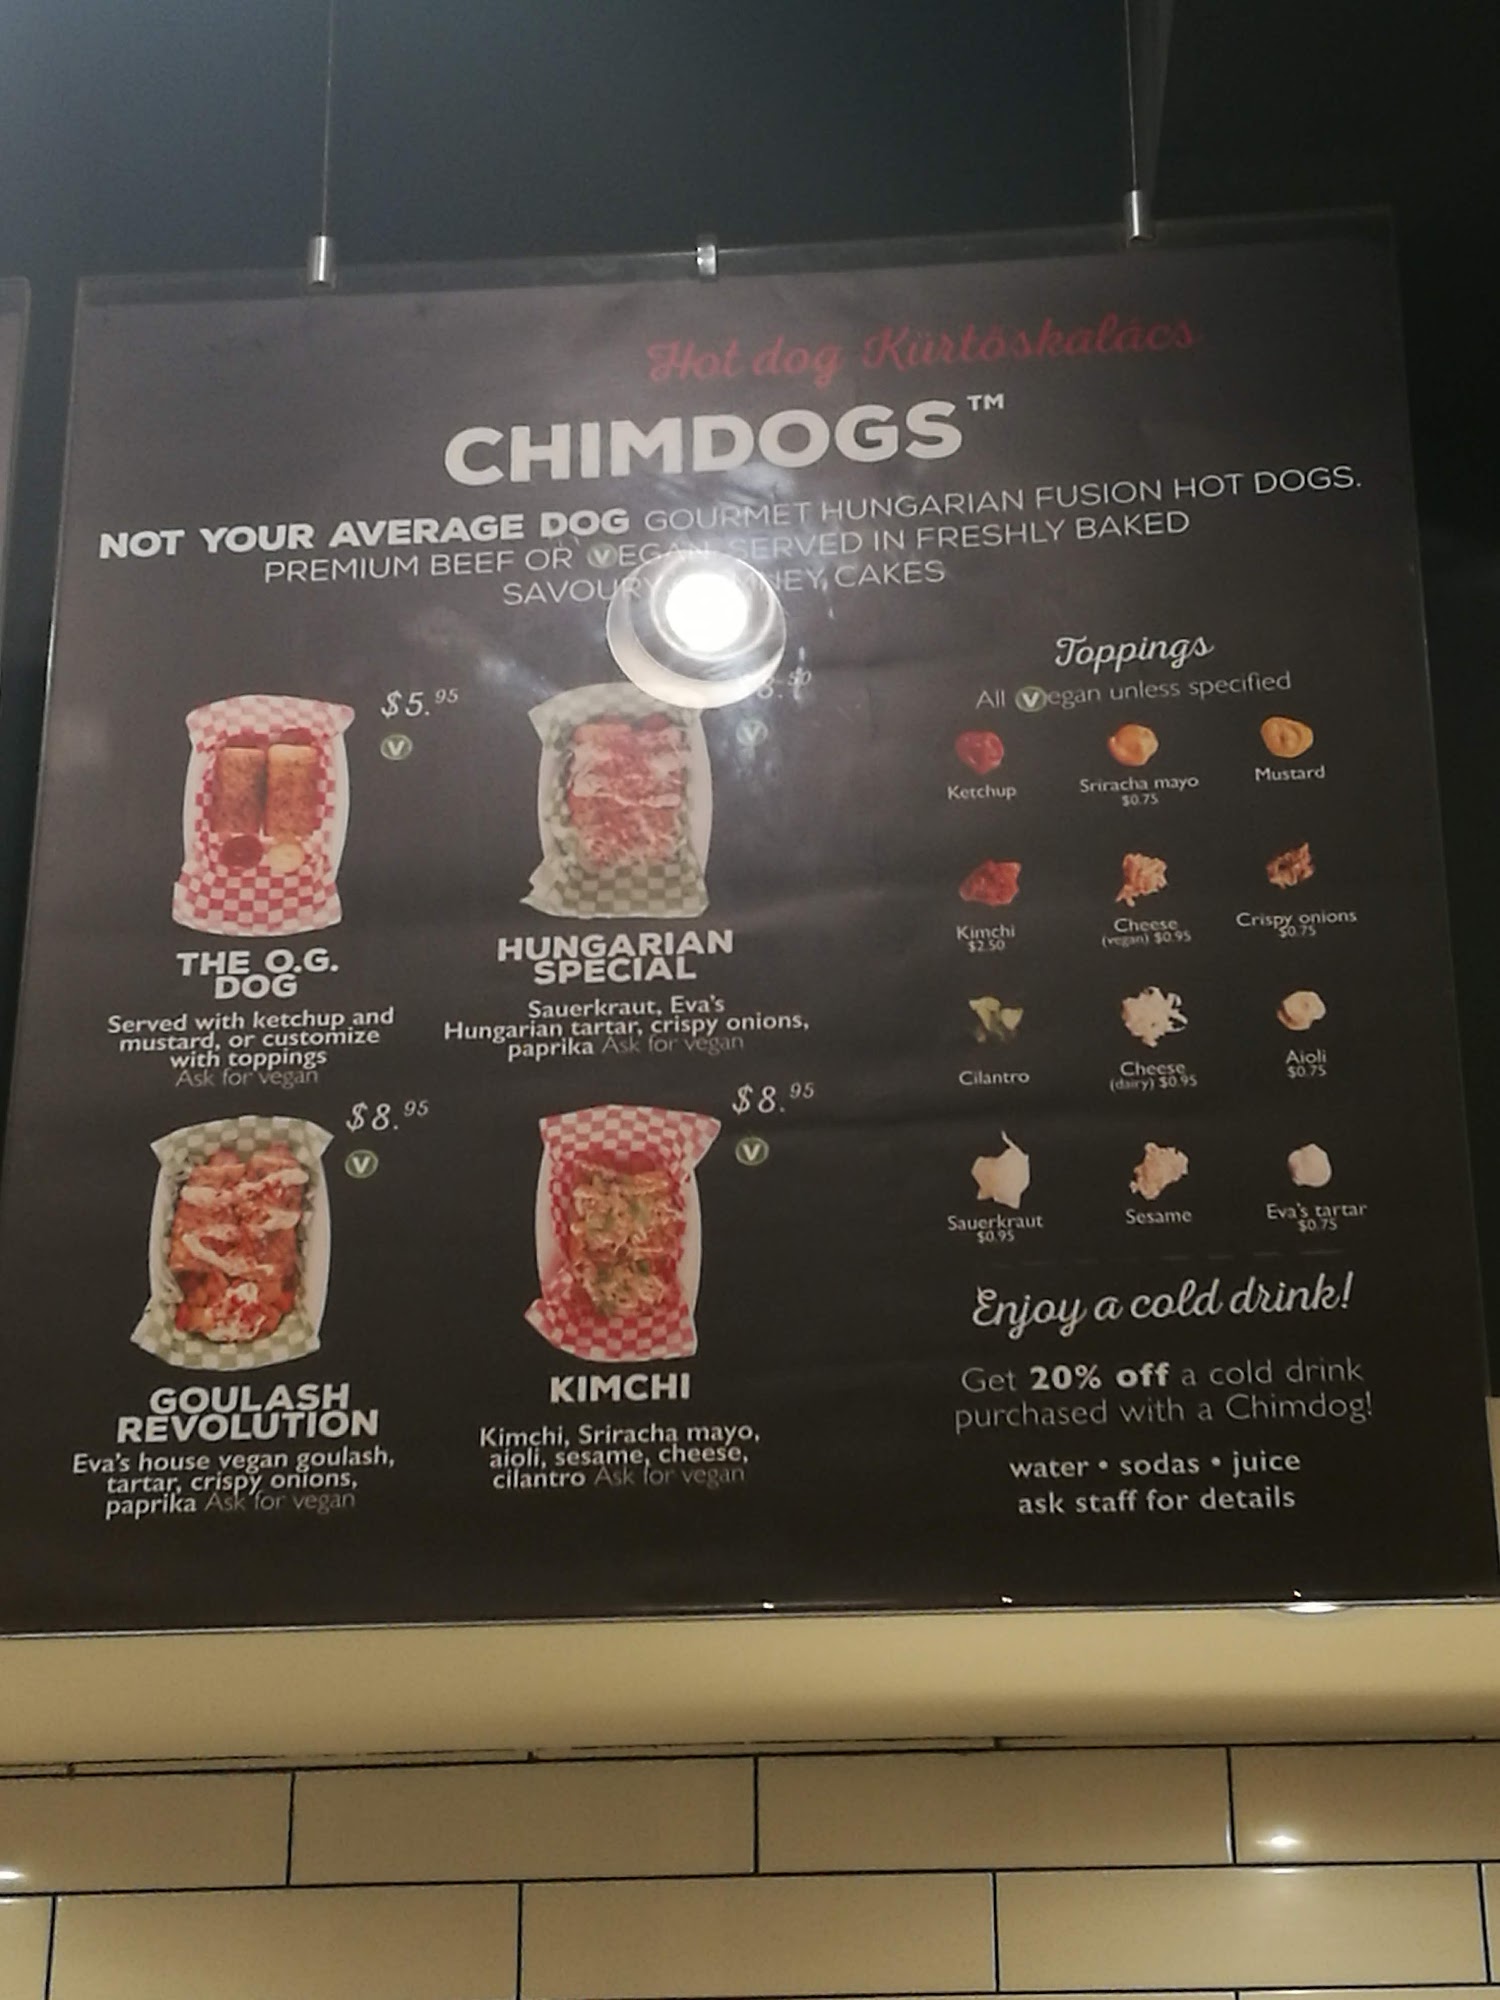 Hot dog Kürtőskalács
CHIMDOGS™
NOT YOUR AVERAGE DOG GOURMET HUNGARIAN FUSION HOT DOGS.
PREMIUM BEEF OR VEGAN SERVED IN FRESHLY BAKED
SAVOURY CAKES
$5.95
V
THE O.G.
DOG
Served with ketchup and
mustard, or customize
with toppings
Ask for vegan
V
HUNGARIAN
SPECIAL
Sauerkraut, Eva's
Hungarian tartar, crispy onions,
paprika Ask for vegan
$8.95
V
GOULASH
REVOLUTION
Eva's house vegan goulash,
tartar, crispy onions,
paprika Ask for vegan
$8.95
V
KIMCHI
Kimchi, Sriracha mayo,
aioli, sesame, cheese,
cilantro Ask for vegan
Toppings
All Vegan unless specified
Ketchup
Sriracha mayo
$0.75
Mustard
Kimchi
$2.50
Cheese
(vegan) $0.95
Crispy onions
$0.75
Cilantro
Cheese
(dairy) $0.95
Aioli
$0.75
Sauerkraut
$0.95
Sesame
Eva's tartar
$0.75
Enjoy a cold drink!
Get 20% off a cold drink
purchased with a Chimdog!
water • sodas • juice
ask staff for details